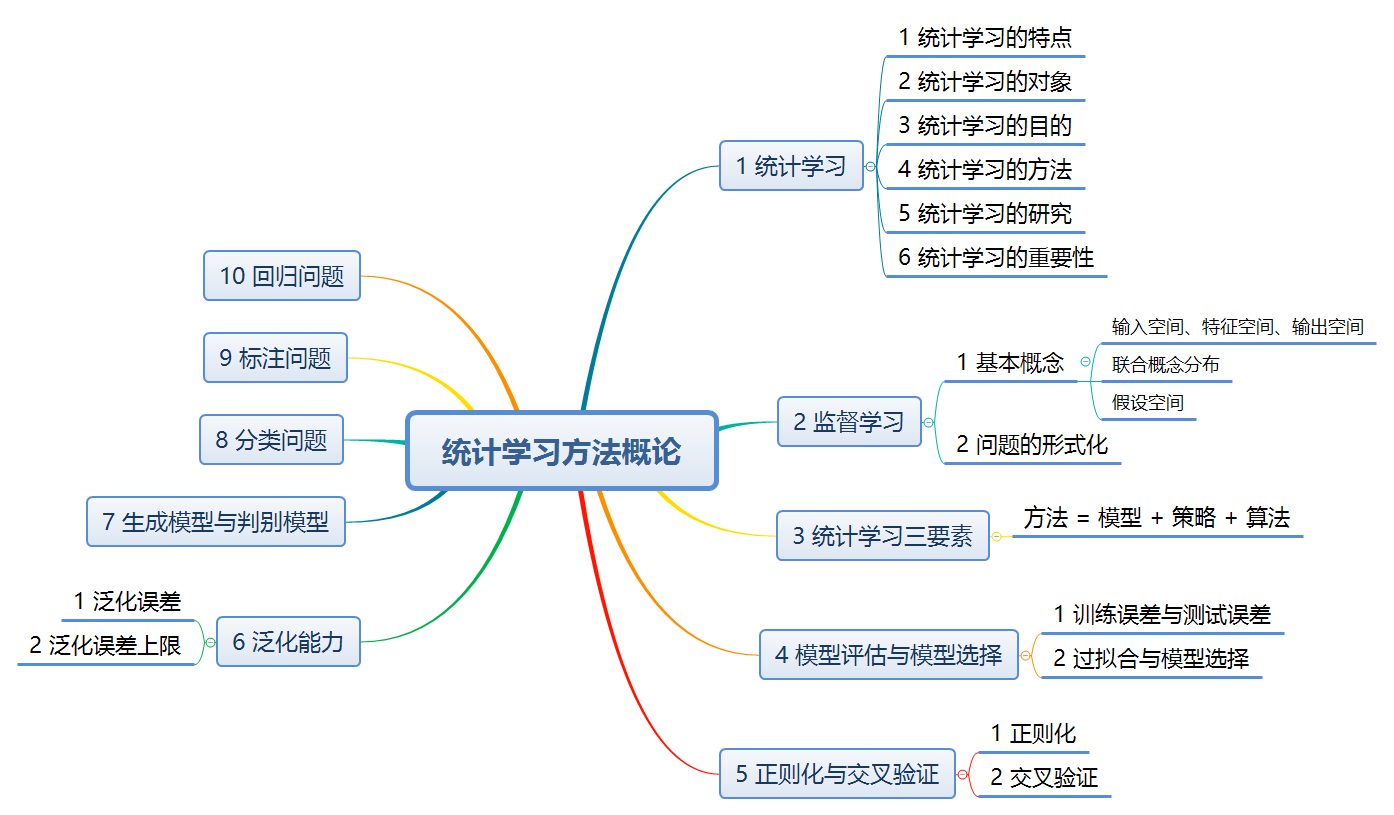 统计学习方法概论
1 统计学习
1 统计学习的特点
2 统计学习的对象
3 统计学习的目的
4 统计学习的方法
5 统计学习的研究
6 统计学习的重要性
2 监督学习
1 基本概念
输入空间、特征空间、输出空间
联合概念分布
假设空间
2 问题的形式化
3 统计学习三要素
方法 = 模型 + 策略 + 算法
4 模型评估与模型选择
1 训练误差与测试误差
2 过拟合与模型选择
5 正则化与交叉验证
1 正则化
2 交叉验证
6 泛化能力
1 泛化误差
2 泛化误差上限
7 生成模型与判别模型
8 分类问题
9 标注问题
10 回归问题